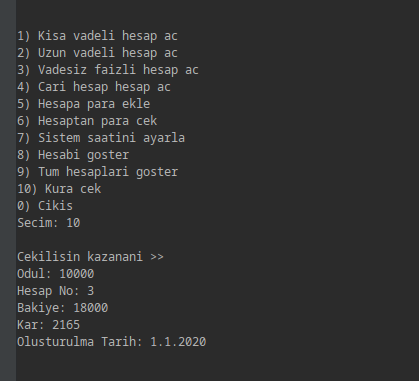 1) Kisa vadeli hesap ac
2) Uzun vadeli hesap ac
3) Vadesiz faizli hesap ac
4) Cari hesap hesap ac
5) Hesapa para ekle
6) Hesaptan para cek
7) Sistem saatini ayarla
8) Hesabi goster
9) Tum hesaplari goster
10) Kura cek
0) Cikis
Secim: 10
Cekilisin kazanani >>
Odul: 10000
Hesap No: 3
Bakiye: 18000
Kar: 2165
Olusturulma Tarih: 1.1.2020